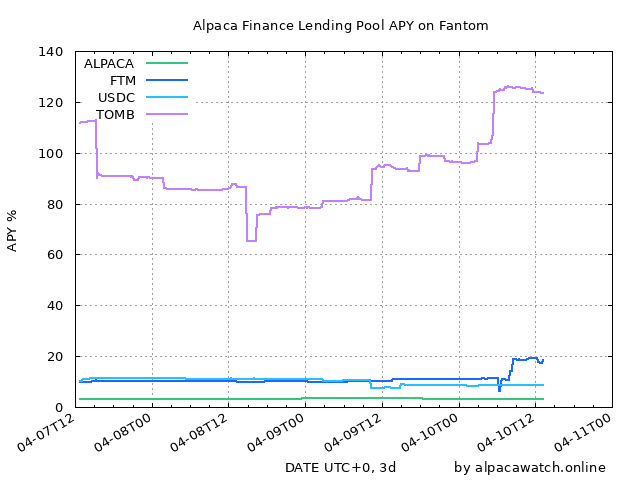 Alpaca Finance Lending Pool APY on Fantom
140
120
100
80
60
40
20
0
APY %
ALPACA
FTM
USDC
TOMB
04-07T12
04-08T00
04-08T12
04-09T00
04-09T12
04-10T00
04-10T12
04-11T00
DATE UTC+0, 3d
by alpacawatch.online